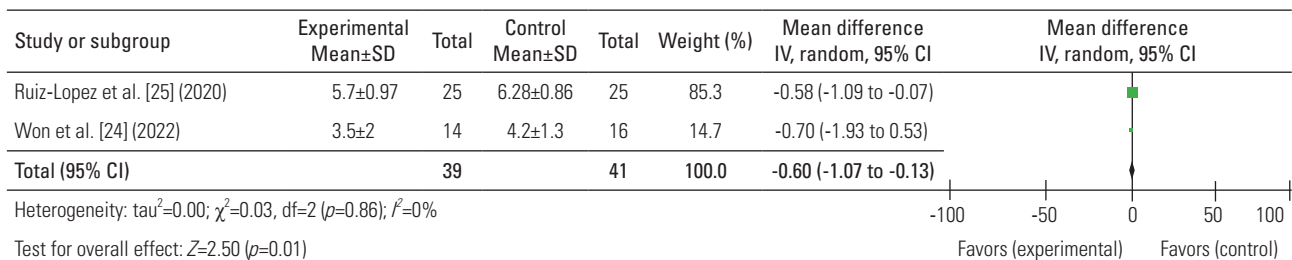 Study or subgroup Experimental Mean±SD Total Control Mean±SD Total Weight (%) Mean difference IV, random, 95% CI Mean difference IV, random, 95% CI
Ruiz-Lopez et al. [25] (2020) 5.7±0.97 25 6.28±0.86 25 85.3 -0.58 (-1.09 to -0.07)
Won et al. [24] (2022) 3.5±2 14 4.2±1.3 16 14.7 -0.70 (-1.93 to 0.53)
Total (95% CI) 39 41 100.0 -0.60 (-1.07 to -0.13)
Heterogeneity: tau²=0.00; χ²=0.03, df=2 (p=0.86); I²=0%
-100 -50 0 50 100
Test for overall effect: Z=2.50 (p=0.01) Favors (experimental) Favors (control)